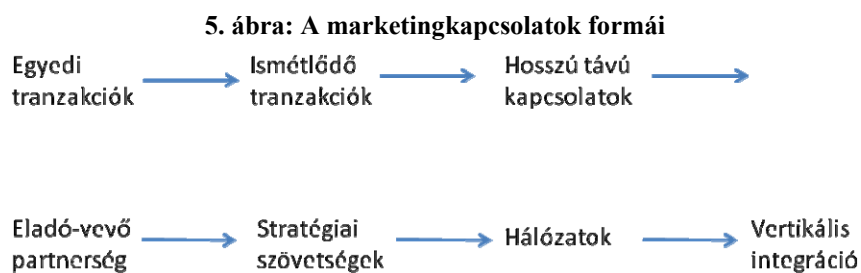 5. ábra: A marketingkapcsolatok formái
Egyedi tranzakciók
Ismétlődő tranzakciók
Hosszú távú kapcsolatok
Eladó-vevő partnerség
Stratégiai szövetségek
Hálózatok
Vertikális integráció